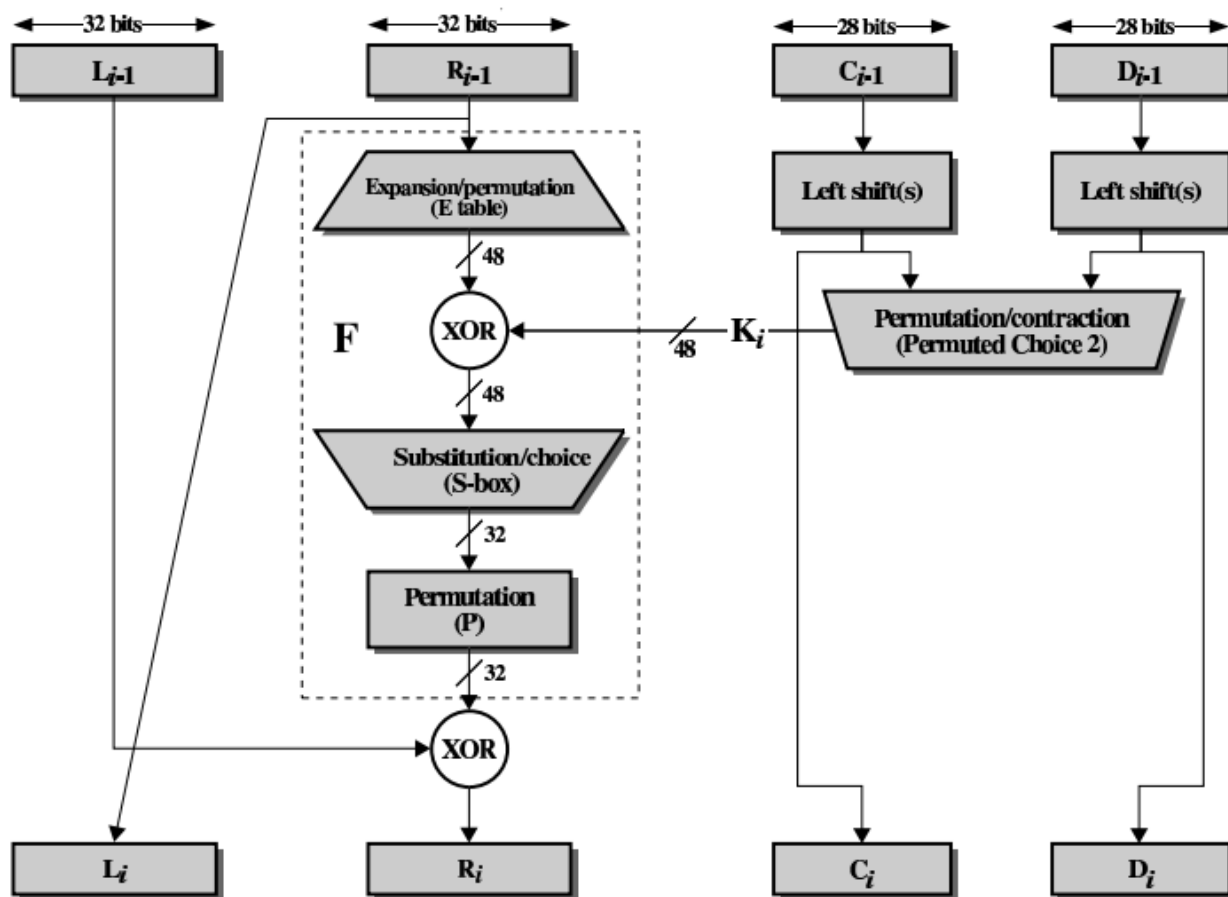 32 bits
32 bits
28 bits
28 bits
Li-1
Ri-1
Ci-1
Di-1
Expansion/permutation
(E table)
Left shift(s)
Left shift(s)
48
F
XOR
48
Ki
Permutation/contraction
(Permuted Choice 2)
48
Substitution/choice
(S-box)
32
Permutation
(P)
32
XOR
Li
Ri
Ci
Di